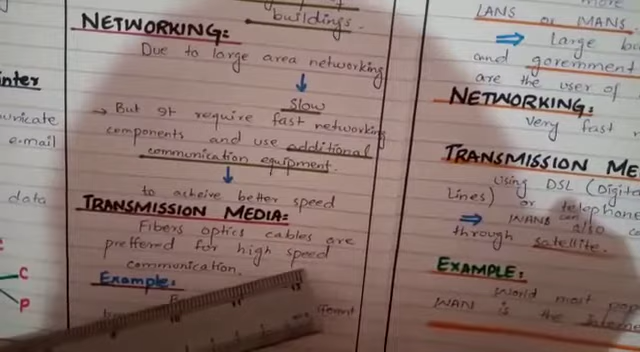 inter
unicate
e-mail
data
C
P
buildings.
NETWORKING:
Due to large area networking
Slow
→ But It require fast networking
components and use additional
communication equipment.
to acheive better speed
TRANSMISSION MEDIA:
Fibers optics cables are
preffered for high speed
communication.
Example:
more
LANS or MANS.
⇒ Large bu
and government
are the user of
NETWORKING:
Very fast
TRANSMISSION ME
Using DSL (Digita
Lines) or telephone
⇒ WANS can also co
through satellite.
EXAMPLE:
World most pop
WAN is the Interne